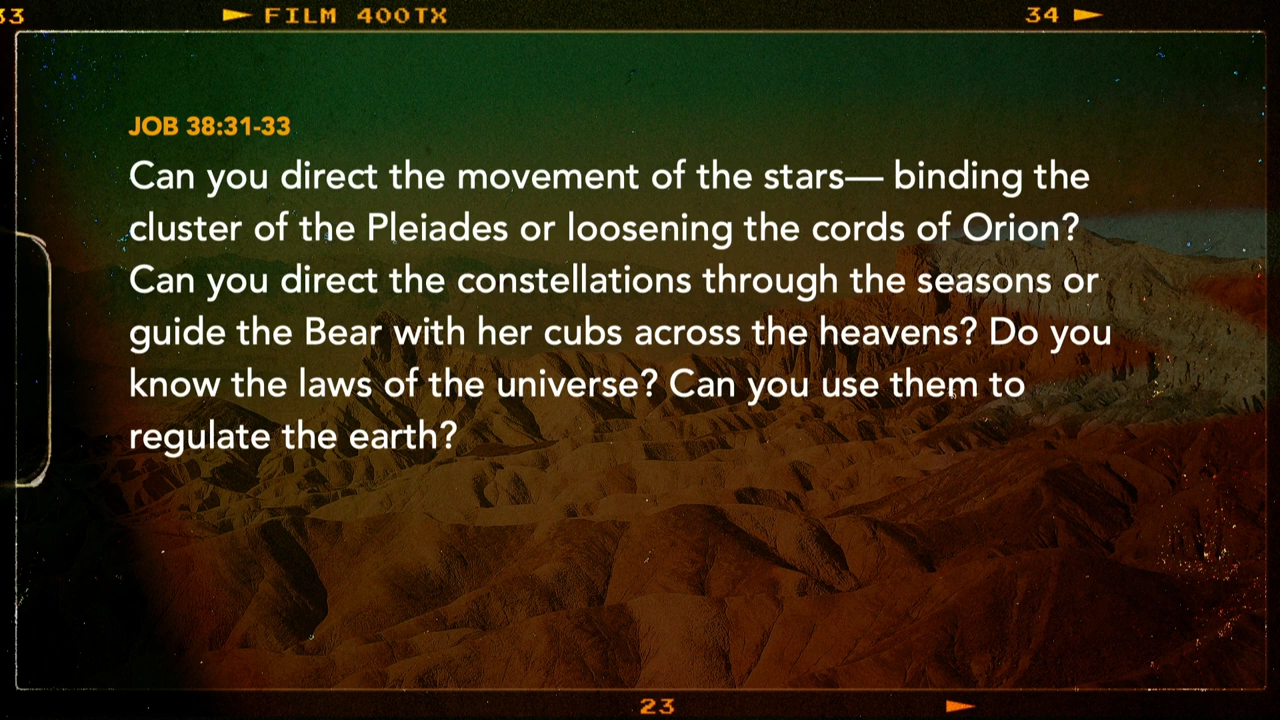 33 FILM 400TX 34
JOB 38:31-33
Can you direct the movement of the stars— binding the
cluster of the Pleiades or loosening the cords of Orion?
Can you direct the constellations through the seasons or
guide the Bear with her cubs across the heavens? Do you
know the laws of the universe? Can you use them to
regulate the earth?
23